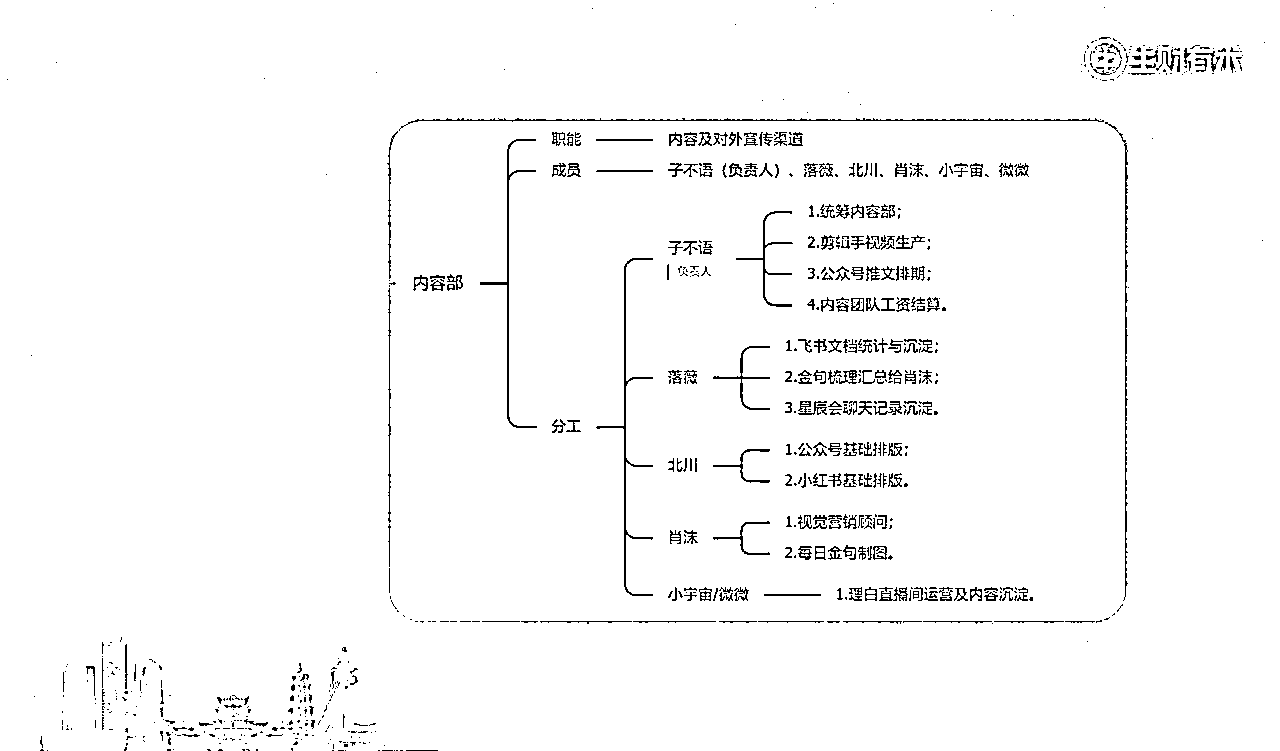 生财有术
职能
内容及对外宣传渠道
成员
子不语（负责人）、落薇、北川、肖沫、小宇宙、微微
内容部
分工
子不语
负责人
1.统筹内容部；
2.剪辑手视频生产；
3.公众号推文排期；
4.内容团队工资结算。
落薇
1.飞书文档统计与沉淀；
2.金句梳理汇总给肖沫；
3.星辰会聊天记录沉淀。
北川
1.公众号基础排版；
2.小红书基础排版。
肖沫
1.视觉营销顾问；
2.每日金句制图。
小宇宙/微微
1.理白直播间运营及内容沉淀。